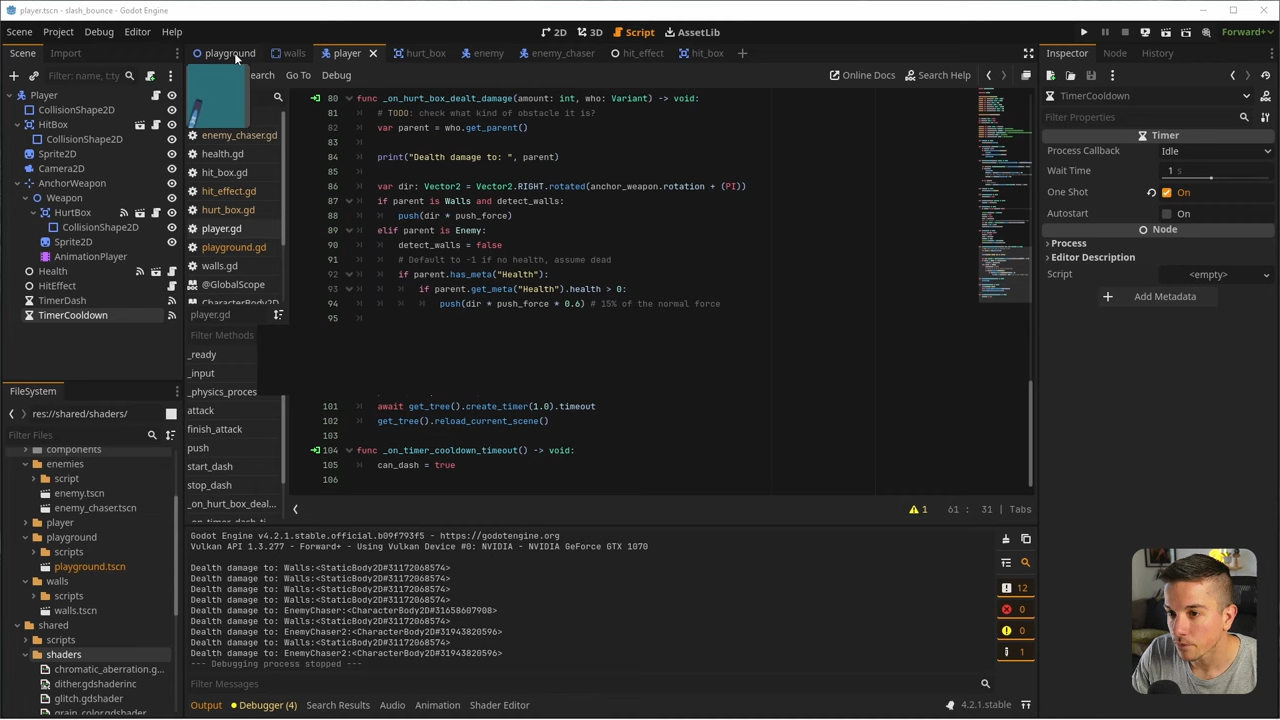 player.tscn - slash_bounce - Godot Engine
Scene Project Debug Editor Help
2D 3D Script AssetLib
Forward+
Scene Import
playground walls player hit_box enemy enemy_chaser hit_effect hit_box
Inspector Node History
Filter: name, t:ty
earch Go To Debug
Online Docs Search Help
TimerCooldown
Filter Properties
Timer
Process Callback Idle
Wait Time 1 s
One Shot On
Autostart On
Node
Process
Editor Description
Script <empty>
Add Metadata
Player
CollisionShape2D
HitBox
CollisionShape2D
Sprite2D
Camera2D
AnchorWeapon
Weapon
HurtBox
CollisionShape2D
Sprite2D
AnimationPlayer
Health
HitEffect
TimerDash
TimerCooldown
enemy_chaser.gd
health.gd
hit_box.gd
hit_effect.gd
hurt_box.gd
player.gd
playground.gd
walls.gd
@GlobalScope
CharacterBody2D
player.gd
Filter Methods
_ready
_input
_physics_proces
attack
finish_attack
push
start_dash
stop_dash
_on_hurt_box_deal...
80 func _on_hurt_box_dealt_damage(amount: int, who: Variant) -> void:
81 # TODO: check what kind of obstacle it is?
82 var parent = who.get_parent()
83
84 print("Dealth damage to: ", parent)
85
86 var dir: Vector2 = Vector2.RIGHT.rotated(anchor_weapon.rotation + (PI))
87 if parent is Walls and detect_walls:
88 push(dir * push_force)
89 elif parent is Enemy:
90 detect_walls = false
91 # Default to -1 if no health, assume dead
92 if parent.has_meta("Health"):
93 if parent.get_meta("Health").health > 0:
94 push(dir * push_force * 0.6) # 15% of the normal force
95
101 await get_tree().create_timer(1.0).timeout
102 get_tree().reload_current_scene()
103
104 func _on_timer_cooldown_timeout() -> void:
105 can_dash = true
106
1 61 : 31 | Tabs
FileSystem
res://shared/shaders/
Filter Files
components
enemies
script
enemy.tscn
enemy_chaser.tscn
player
playground
scripts
playground.tscn
walls
scripts
walls.tscn
shared
scripts
shaders
chromatic_aberration.g...
dither.gdshaderinc
glitch.gdshader
grain_color.gdshader
Godot Engine v4.2.1.stable.official.b09f793f5 - https://godotengine.org
Vulkan API 1.3.277 - Forward+ - Using Vulkan Device #0: NVIDIA - NVIDIA GeForce GTX 1070
Dealth damage to: Walls:<StaticBody2D#31172068574>
Dealth damage to: Walls:<StaticBody2D#31172068574>
Dealth damage to: Walls:<StaticBody2D#31172068574>
Dealth damage to: Walls:<StaticBody2D#31172068574>
Dealth damage to: EnemyChaser:<CharacterBody2D#31658607908>
Dealth damage to: Walls:<StaticBody2D#31172068574>
Dealth damage to: EnemyChaser2:<CharacterBody2D#31943820596>
Dealth damage to: Walls:<StaticBody2D#31172068574>
Dealth damage to: EnemyChaser2:<CharacterBody2D#31943820596>
--- Debugging process stopped ---
12
0
0
1
Filter Messages
Output Debugger (4) Search Results Audio Animation Shader Editor
4.2.1.stable